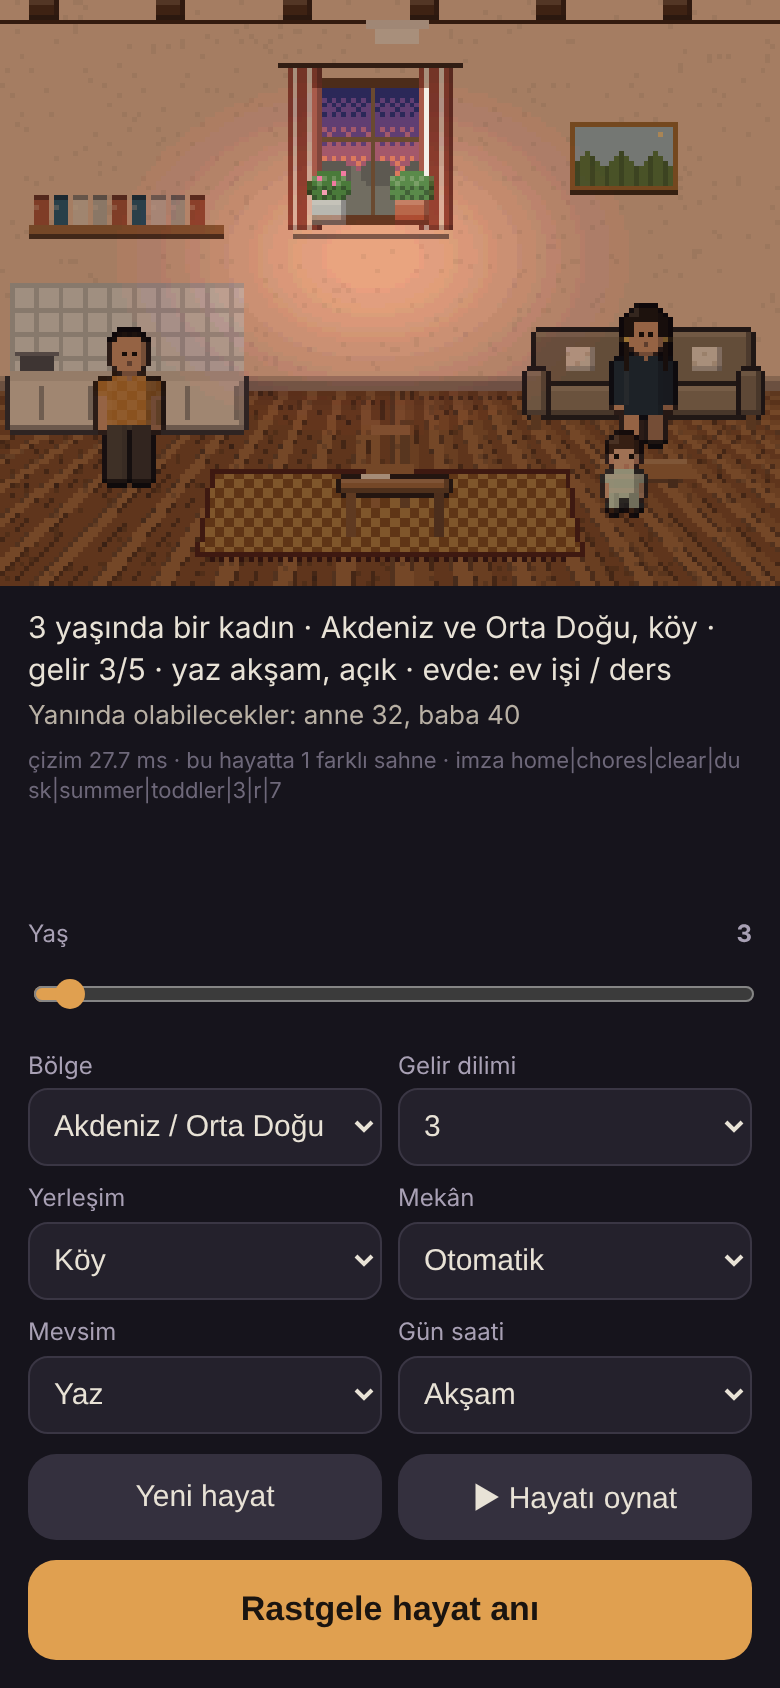 3 yaşında bir kadın · Akdeniz ve Orta Doğu, köy ·
gelir 3/5 · yaz akşam, açık · evde: ev işi / ders
Yanında olabilecekler: anne 32, baba 40
çizim 27.7 ms · bu hayatta 1 farklı sahne · imza home|chores|clear|du
sk|summer|toddler|3|r|7
Yaş 3
Bölge Gelir dilimi
Akdeniz / Orta Doğu 3
Yerleşim Mekân
Köy Otomatik
Mevsim Gün saati
Yaz Akşam
Yeni hayat ▶ Hayatı oynat
Rastgele hayat anı